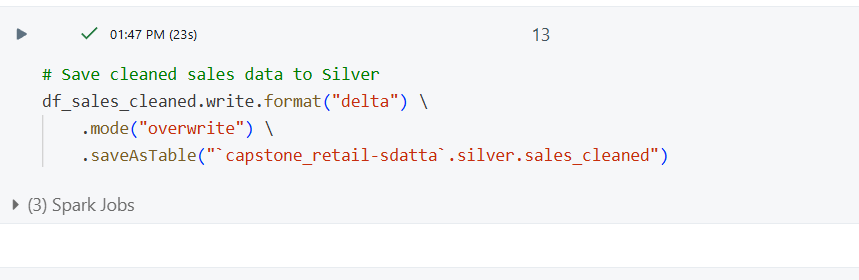 01:47 PM (23s)
13
# Save cleaned sales data to Silver
df_sales_cleaned.write.format("delta") \
    .mode("overwrite") \
    .saveAsTable("`capstone_retail-sdatta`.silver.sales_cleaned")
(3) Spark Jobs